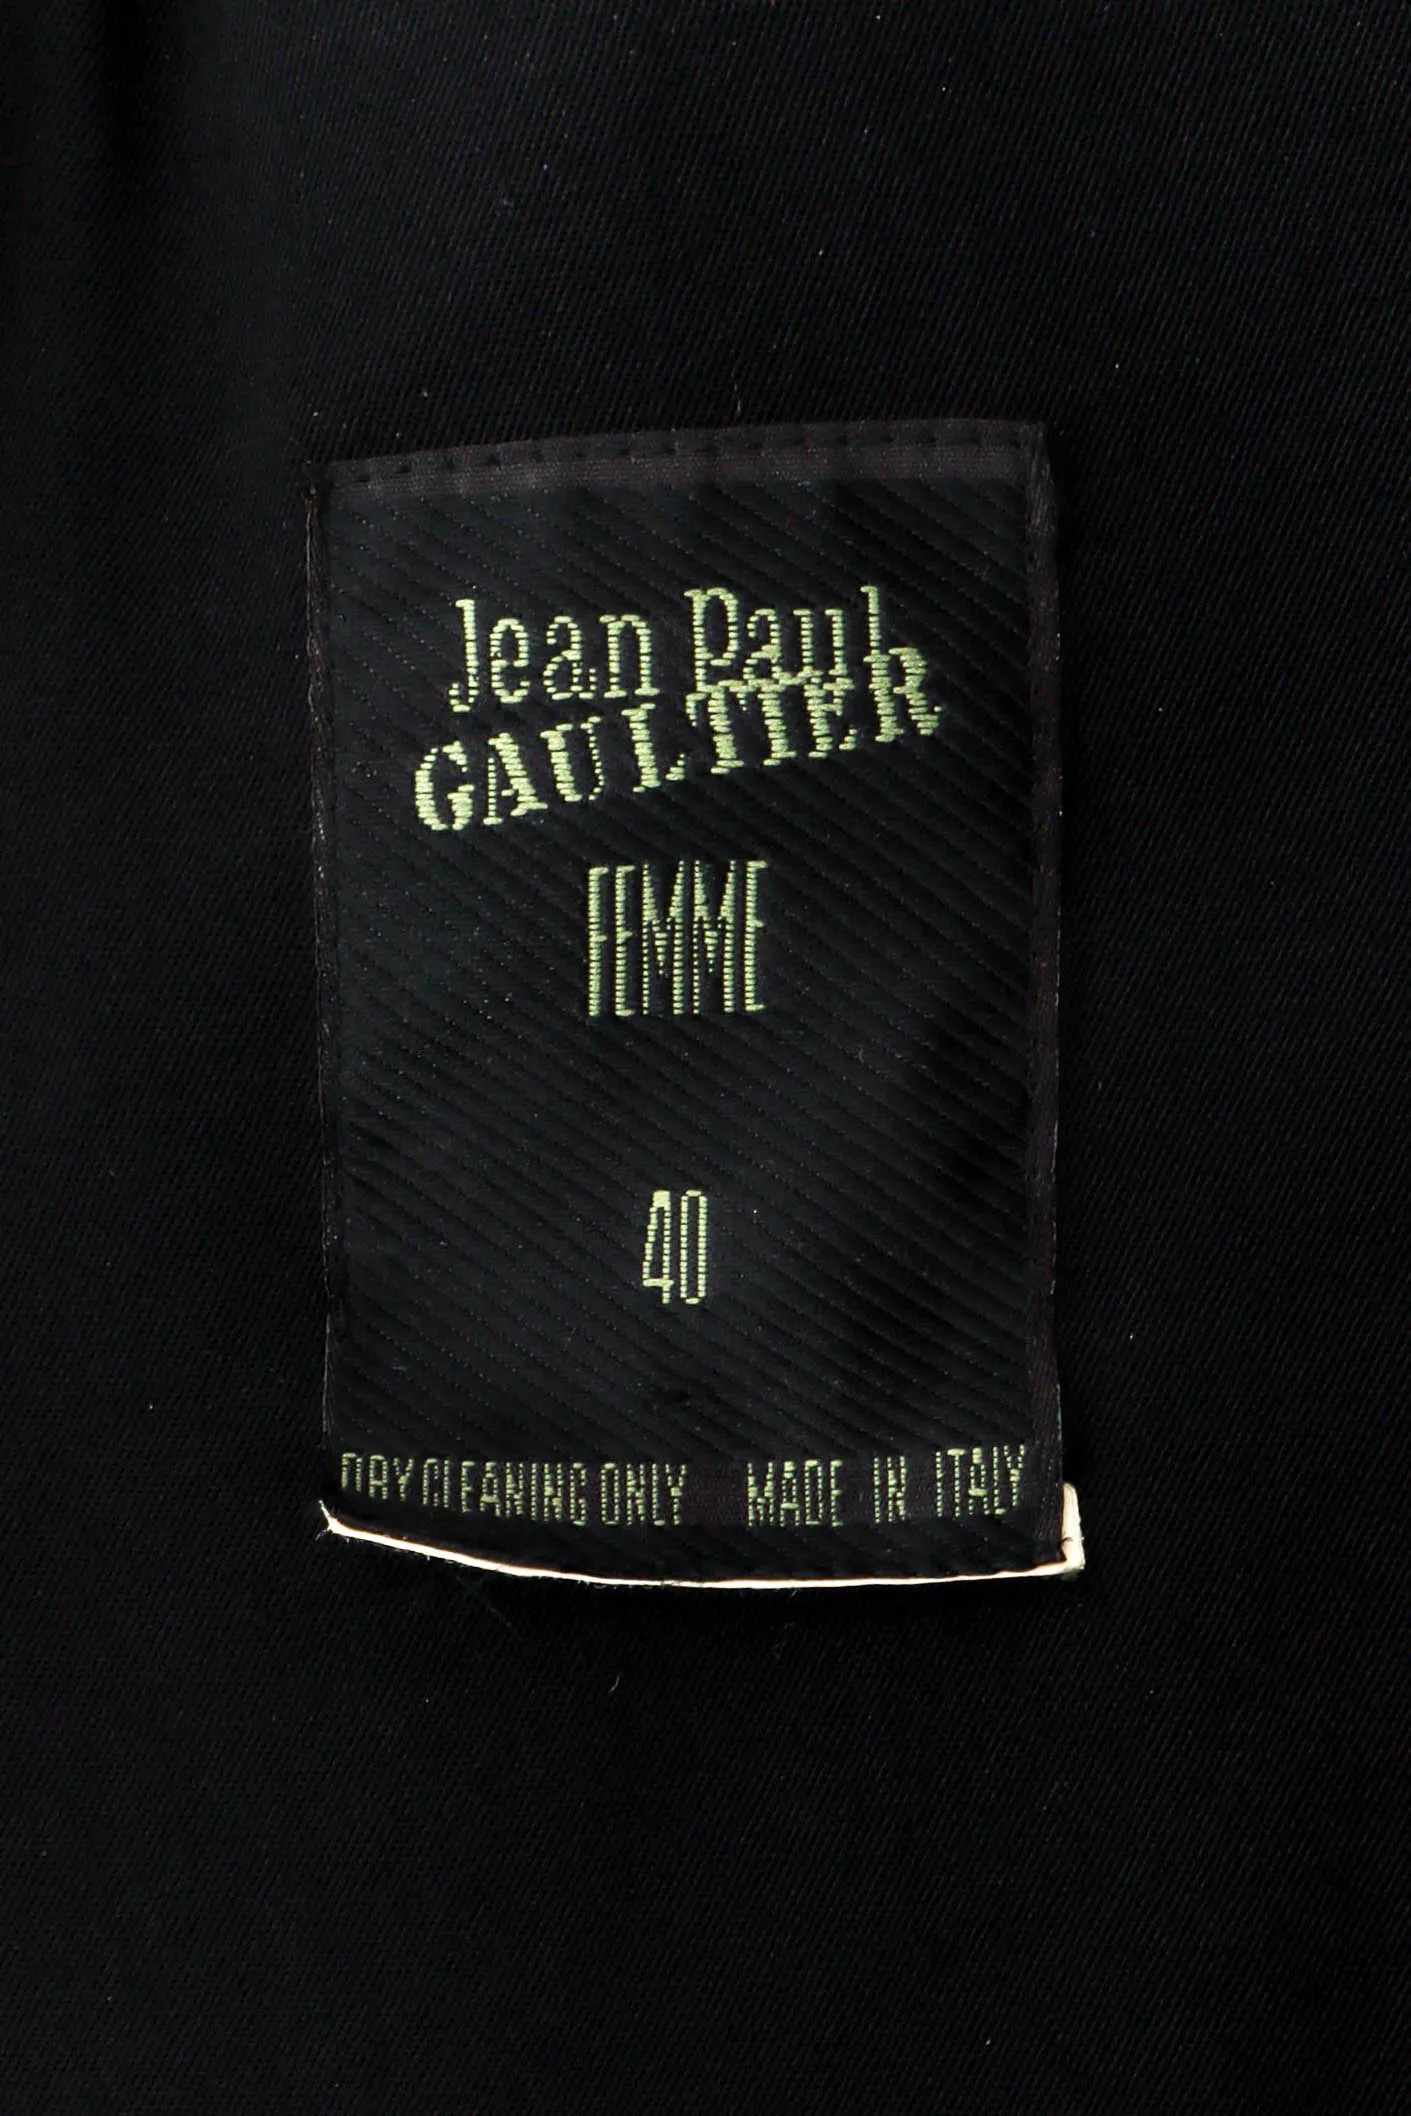 Jean Paul
GAULTIER
FEMME
40
DRY CLEANING ONLY MADE IN ITALY